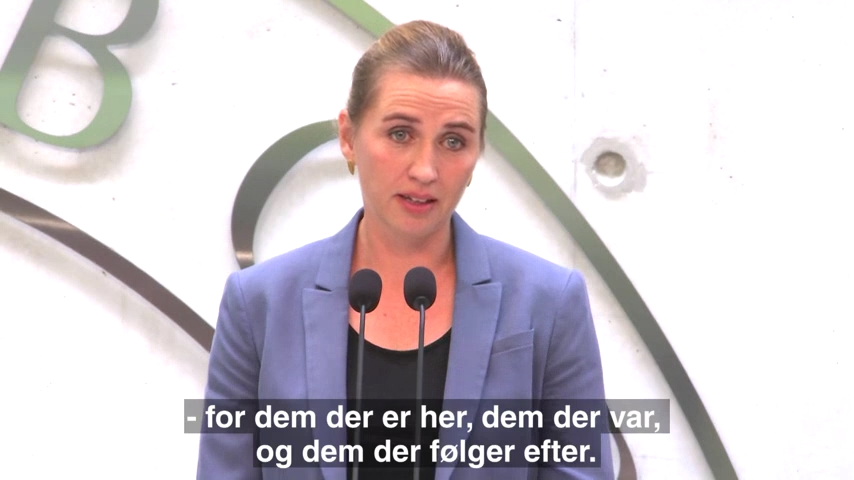 B
- for dem der er her, dem der var,
og dem der følger efter.